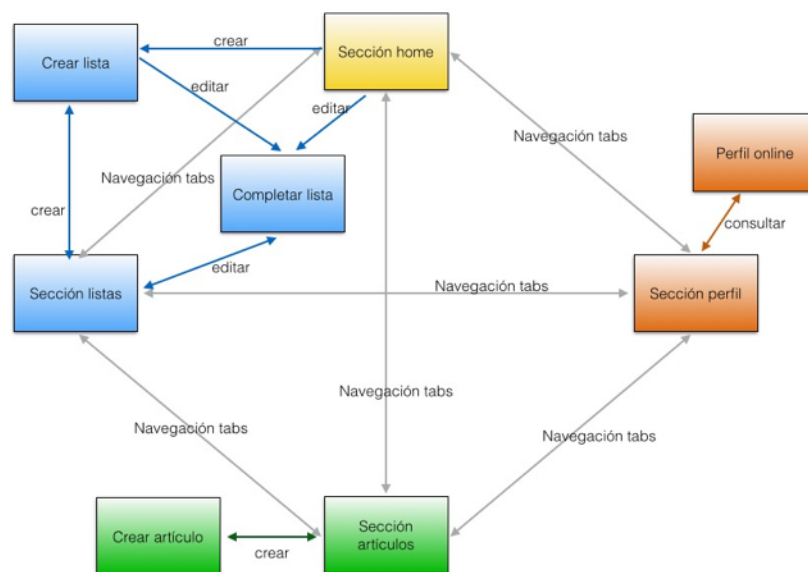 crear
Sección home
Crear lista
editar
editar
Navegación tabs
Perfil online
Navegación tabs
Completar lista
crear
consultar
editar
Sección listas
Navegación tabs
Sección perfil
Navegación tabs
Navegación tabs
Navegación tabs
Crear artículo
Sección
artículos
crear